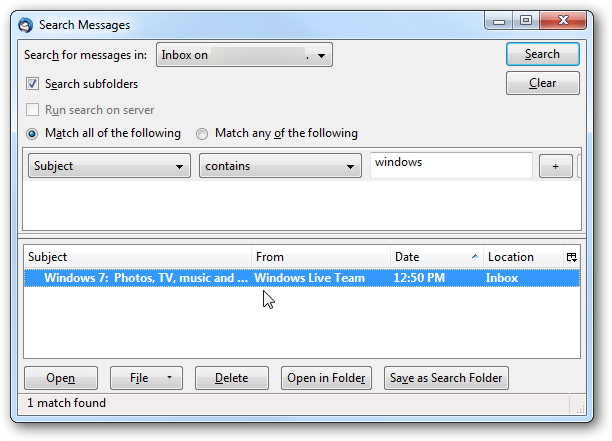 Search Messages
Search for messages in: Inbox on .
Search
Search subfolders
Clear
Run search on server
Match all of the following Match any of the following
Subject contains windows +
Subject From Date Location
Windows 7: Photos, TV, music and ... Windows Live Team 12:50 PM Inbox
Open File Delete Open in Folder Save as Search Folder
1 match found